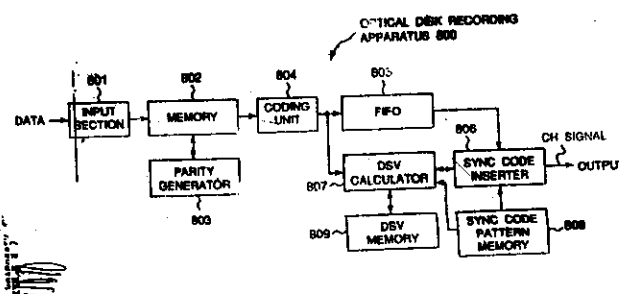 OPTICAL DISK RECORDING
APPARATUS 800
801
802
804
805
DATA
INPUT
SECTION
MEMORY
CODING
UNIT
FIFO
806
CH SIGNAL
PARITY
GENERATOR
803
807
DSV
CALCULATOR
SYNC CODE
INSERTER
OUTPUT
809
DSV
MEMORY
SYNC CODE
PATTERN
MEMORY
808